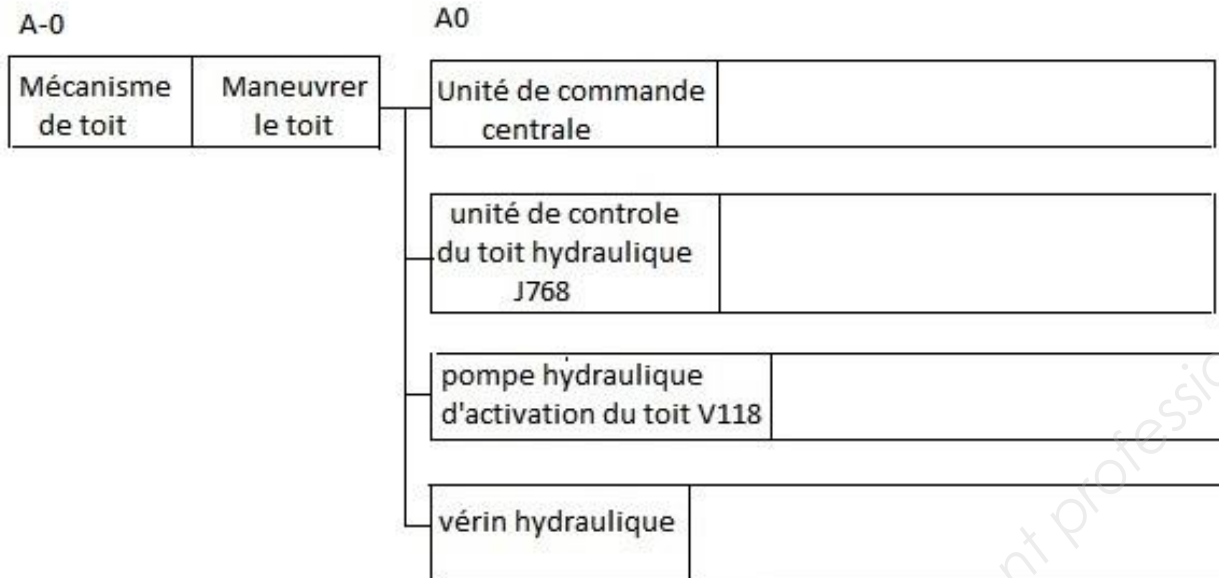 A-0
A0
Mécanisme
de toit
Maneuvrer
le toit
Unité de commande
centrale
unité de controle
du toit hydraulique
J768
pompe hydraulique
d'activation du toit V118
vérin hydraulique